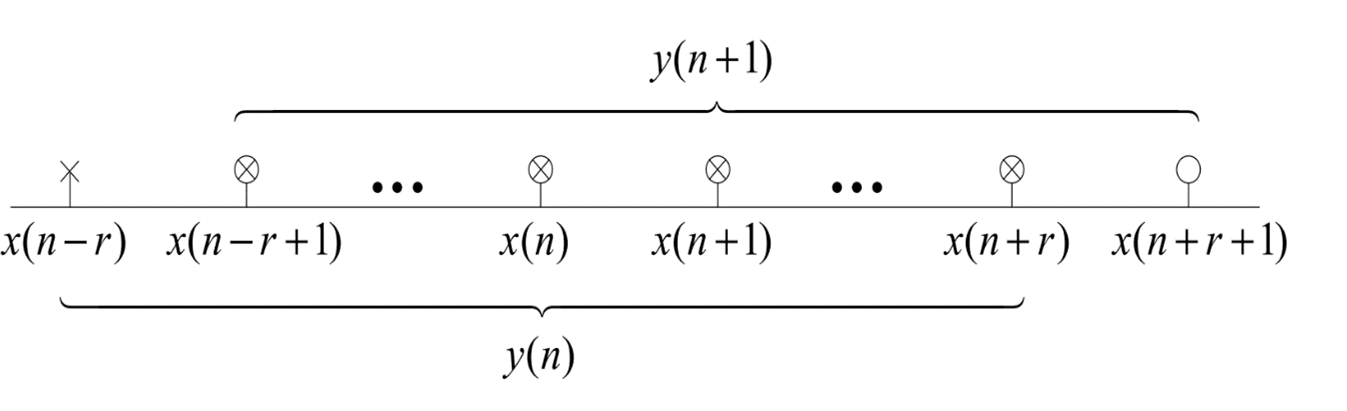 y(n+1)
••• •••
x(n−r) x(n−r+1) x(n) x(n+1) x(n+r) x(n+r+1)
y(n)